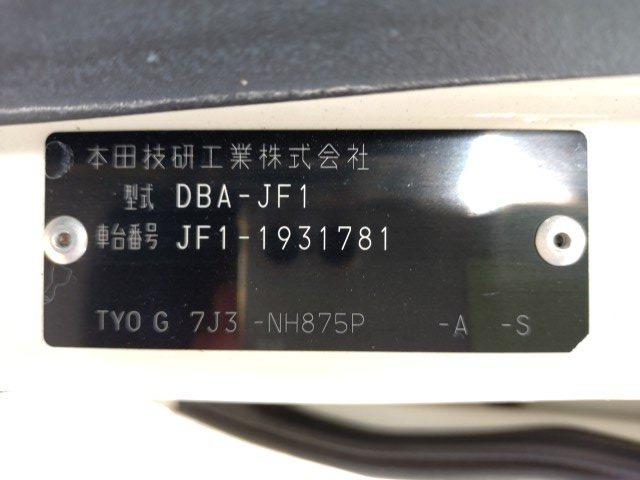 本田技研工業株式会社
型式 DBA-JF1
車台番号 JF1-1931781
TYO G 7J3 -NH875P -A -S